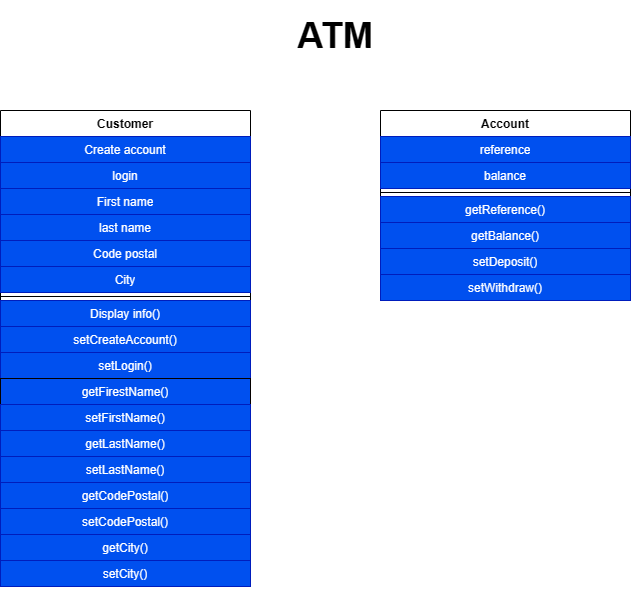 ATM
Customer
Create account
login
First name
last name
Code postal
City
Display info()
setCreateAccount()
setLogin()
getFirestName()
setFirstName()
getLastName()
setLastName()
getCodePostal()
setCodePostal()
getCity()
setCity()
Account
reference
balance
getReference()
getBalance()
setDeposit()
setWithdraw()